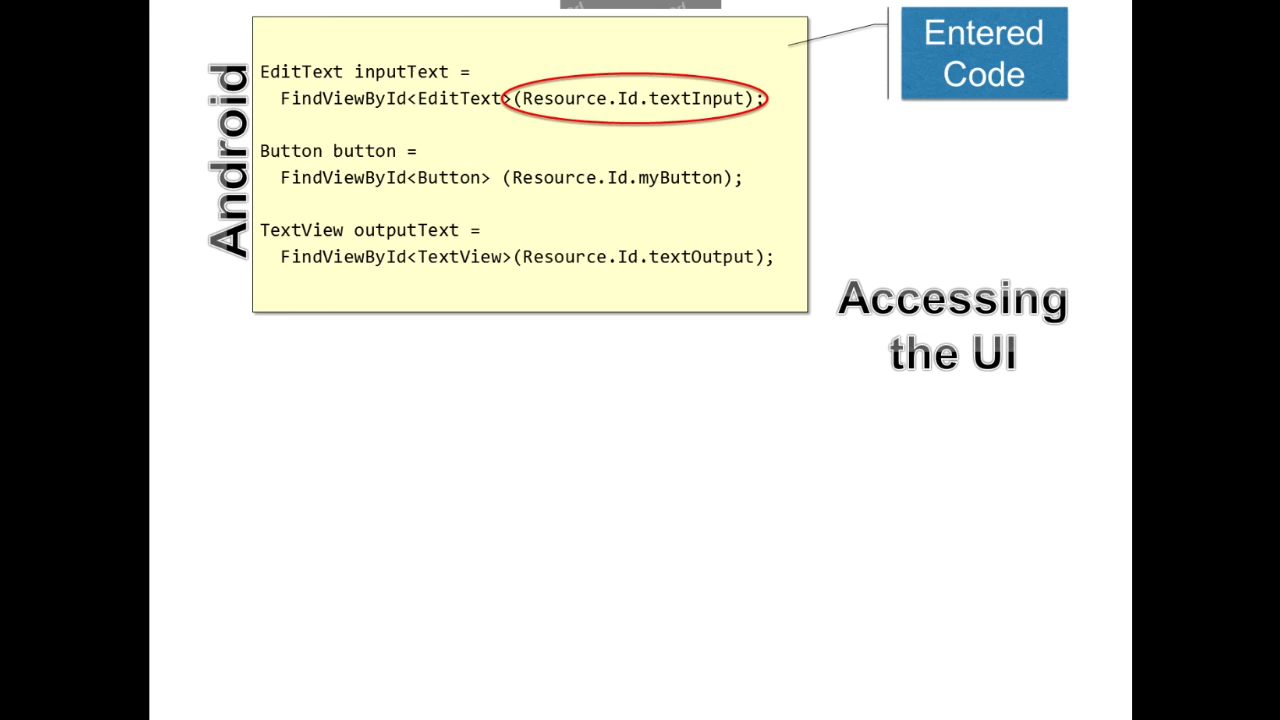 Entered
Code
Android
EditText inputText =
FindViewById<EditText>(Resource.Id.textInput);
Button button =
FindViewById<Button> (Resource.Id.myButton);
TextView outputText =
FindViewById<TextView>(Resource.Id.textOutput);
Accessing
the UI